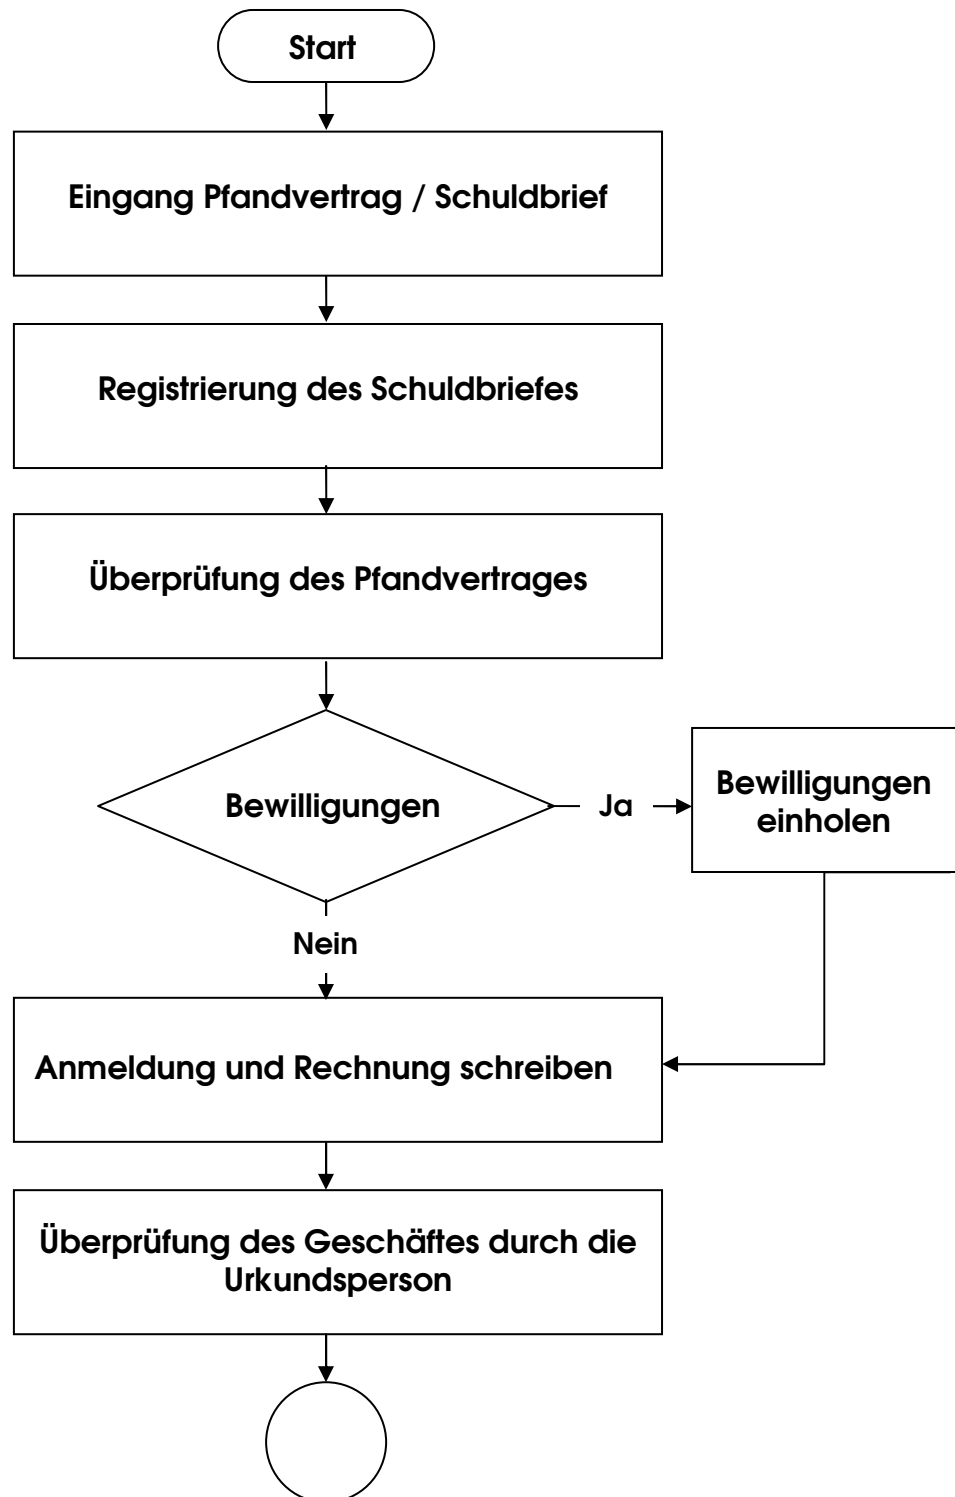 Start
Eingang Pfandvertrag / Schuldbrief
Registrierung des Schuldbriefes
Überprüfung des Pfandvertrages
Bewilligungen
Ja
Bewilligungen
einholen
Nein
Anmeldung und Rechnung schreiben
Überprüfung des Geschäftes durch die
Urkundsperson